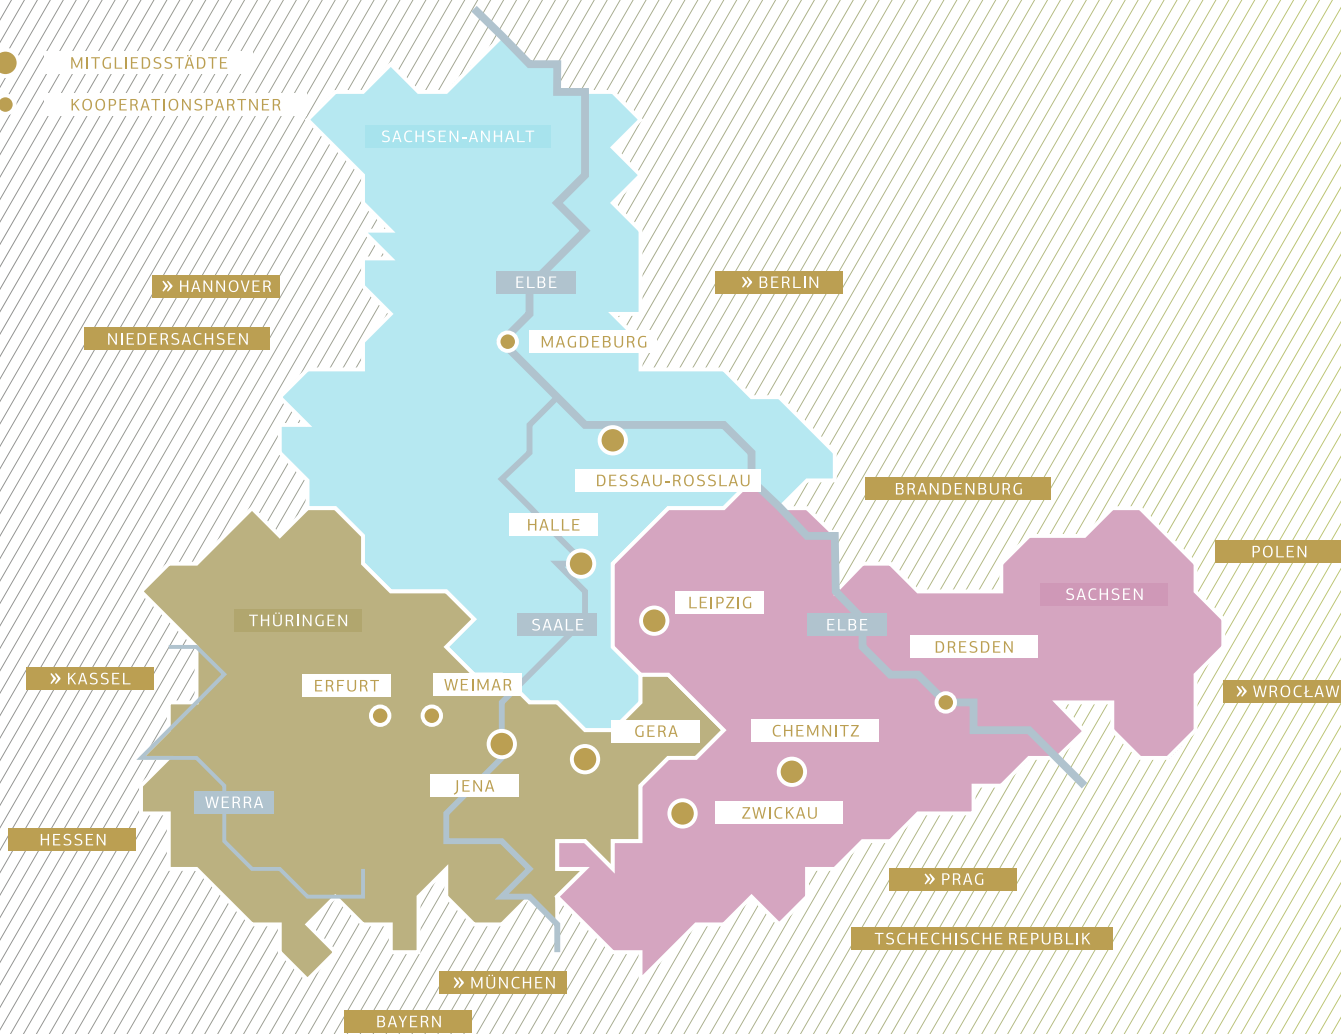 MITGLIEDSSTÄDTE
KOOPERATIONSPARTNER
SACHSEN-ANHALT
ELBE
» BERLIN
» HANNOVER
NIEDERSACHSEN
MAGDEBURG
DESSAU-ROSSLAU
BRANDENBURG
HALLE
POLEN
SACHSEN
LEIPZIG
THÜRINGEN
SAALE
ELBE
DRESDEN
» KASSEL
ERFURT
WEIMAR
» WROCŁAW
GERA
CHEMNITZ
JENA
WERRA
ZWICKAU
HESSEN
» PRAG
TSCHECHISCHE REPUBLIK
» MÜNCHEN
BAYERN